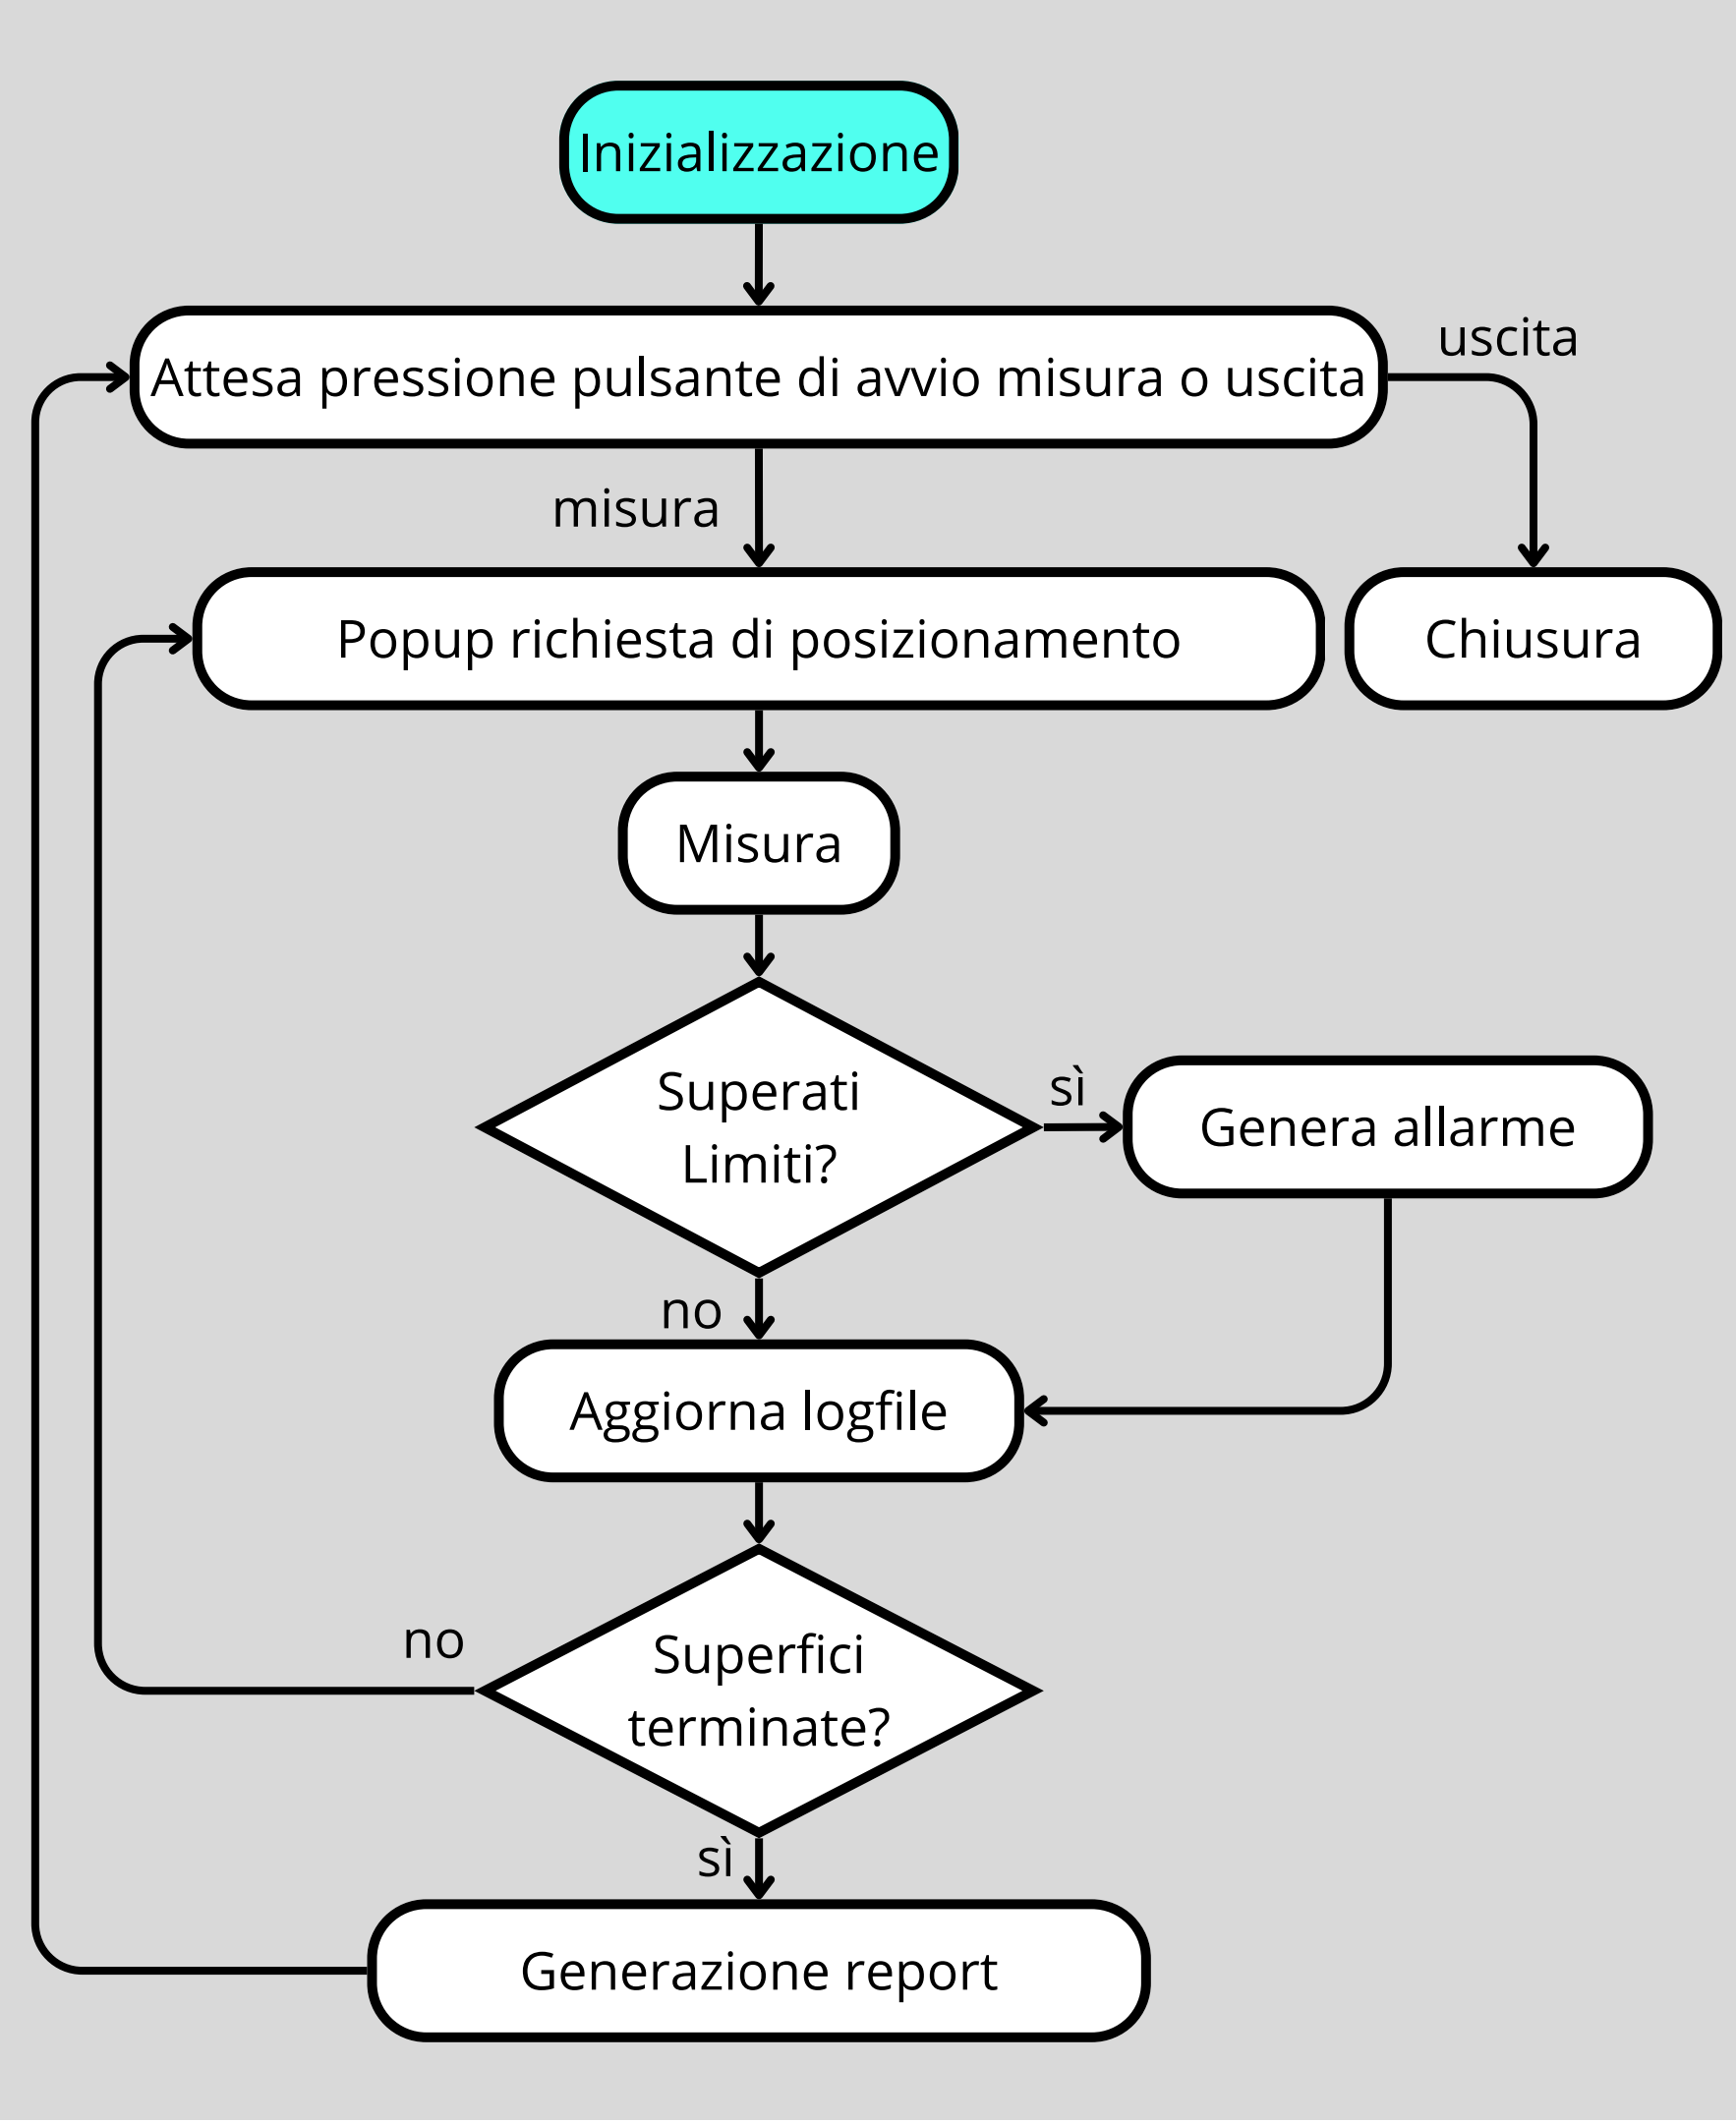 Inizializzazione
uscita
Attesa pressione pulsante di avvio misura o uscita
misura
Popup richiesta di posizionamento
Chiusura
Misura
Superati
Limiti?
sì
Genera allarme
no
Aggiorna logfile
no
Superfici
terminate?
sì
Generazione report